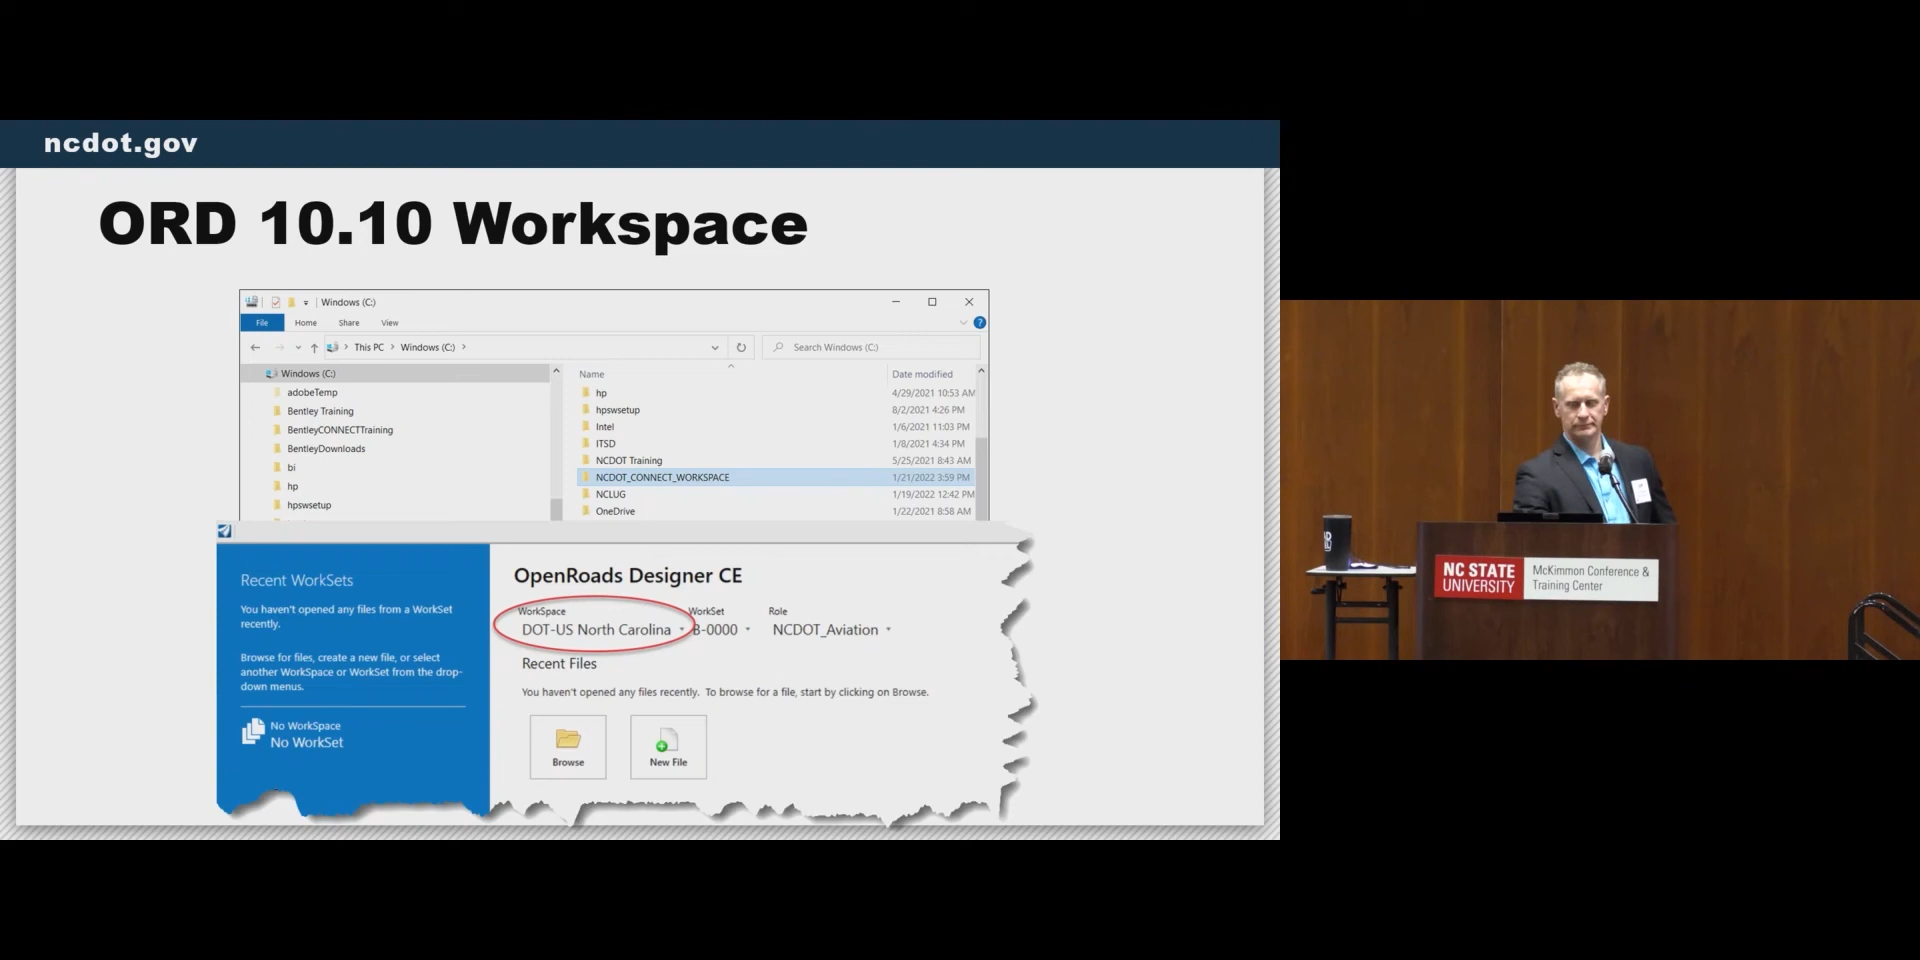 ncdot.gov
ORD 10.10 Workspace
Windows (C:)
File Home Share View
This PC > Windows (C:) >
Search Windows (C:)
Windows (C:)
adobeTemp
Bentley Training
BentleyCONNECTTraining
BentleyDownloads
bi
hp
hpswsetup
Name Date modified
hp 4/29/2021 10:53 AM
hpswsetup 8/2/2021 4:26 PM
Intel 1/6/2021 11:03 PM
ITSD 1/8/2021 4:34 PM
NCDOT Training 5/25/2021 8:43 AM
NCDOT_CONNECT_WORKSPACE 1/21/2022 3:59 PM
NCLUG 1/19/2022 12:42 PM
OneDrive 1/22/2021 8:58 AM
Recent WorkSets
You haven't opened any files from a WorkSet
recently.
Browse for files, create a new file, or select
another WorkSpace or WorkSet from the drop-
down menus.
No WorkSpace
No WorkSet
OpenRoads Designer CE
WorkSpace WorkSet Role
DOT-US North Carolina B-0000 NCDOT_Aviation
Recent Files
You haven't opened any files recently. To browse for a file, start by clicking on Browse.
Browse New File
NC STATE
UNIVERSITY
McKimmon Conference &
Training Center